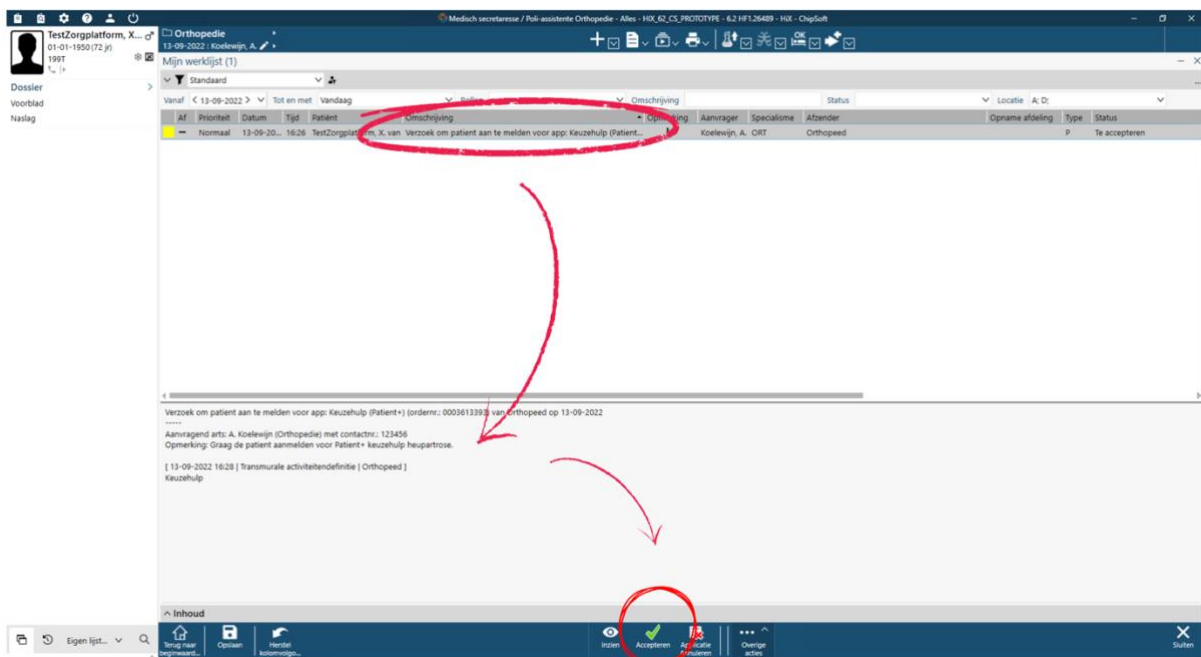 Medisch secretaresse / Poli-assistente Orthopedie - Alles - HIX_62_CS_PROTOTYPE - 6.2 HF1.26489 - HiX - ChipSoft
TestZorgplatform, X...
01-01-1950 (72 jr)
199T
Orthopedie
13-09-2022 : Koelewijn, A.
OK
Mijn werklijst (1)
Dossier
Voorblad
Naslag
Standaard
Vanaf < 13-09-2022 > Tot en met Vandaag Omschrijving Status Locatie A; D;
Af Prioriteit Datum Tijd Patiënt Omschrijving Opmerking Aanvrager Specialisme Afzender Opname afdeling Type Status
Normaal 13-09-20... 16:26 TestZorgplatform, X. van Verzoek om patient aan te melden voor app: Keuzehulp (Patient... Koelewijn, A. ORT Orthopeed P Te accepteren
Verzoek om patient aan te melden voor app: Keuzehulp (Patient+) (ordernr.: 0003613393) van Orthopeed op 13-09-2022
-----
Aanvragend arts: A. Koelewijn (Orthopedie) met contactnr.: 123456
Opmerking: Graag de patient aanmelden voor Patient+ keuzehulp heupartrose.
[ 13-09-2022 16:28 | Transmurale activiteitendefinitie | Orthopeed ]
Keuzehulp
Inhoud
Eigen lijst...
Terug naar beginwaard...
Opslaan
Herstel kolomvolgo...
Inzien
Accepteren
Applicatie Annuleren
Overige acties
Sluiten